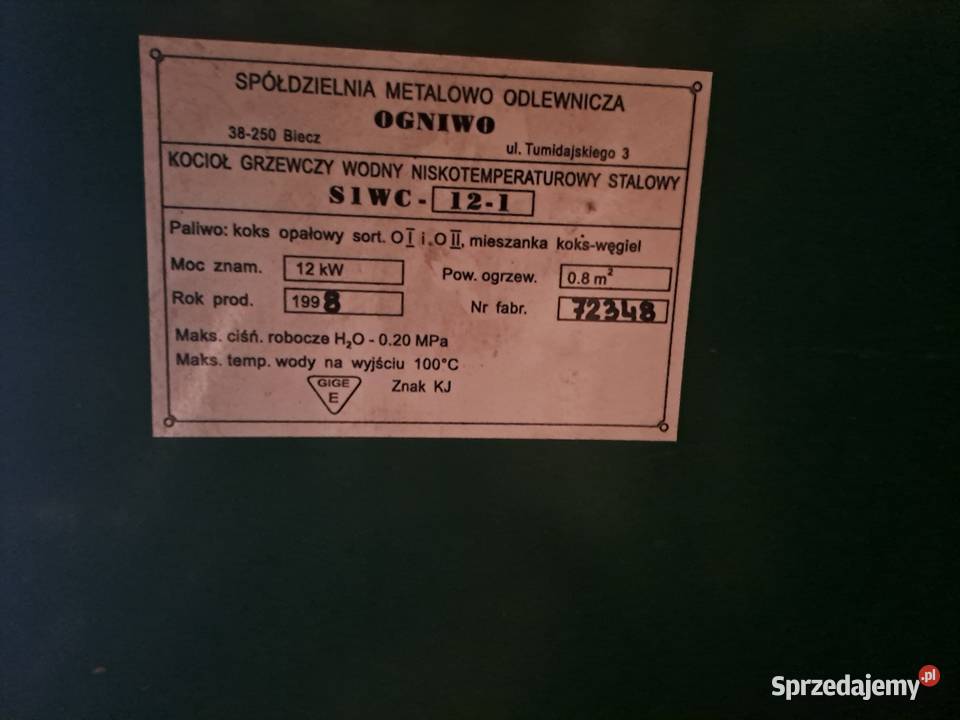 SPÓŁDZIELNIA METALOWO ODLEWNICZA
OGNIWO
38-250 Biecz ul. Tumidajskiego 3
KOCIOŁ GRZEWCZY WODNY NISKOTEMPERATUROWY STALOWY
S1WC - 12-1
Paliwo: koks opałowy sort. O I i O II, mieszanka koks-węgiel
Moc znam. 12 kW Pow. ogrzew. 0.8 m²
Rok prod. 1998 Nr fabr. 72348
Maks. ciśń. robocze H₂O - 0.20 MPa
Maks. temp. wody na wyjściu 100°C
GIGE
E
Znak KJ
Sprzedajemy.pl